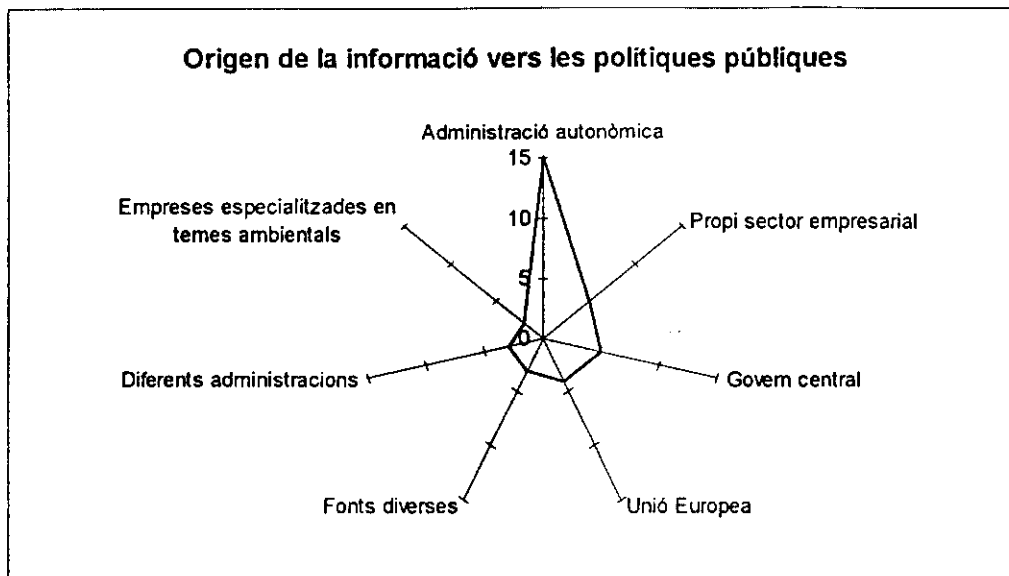 Origen de la informació vers les polítiques públiques
Administració autonòmica
15
Empreses especialitzades en
temes ambientals
10
Propi sector empresarial
5
0
Diferents administracions
Govern central
Fonts diverses
Unió Europea